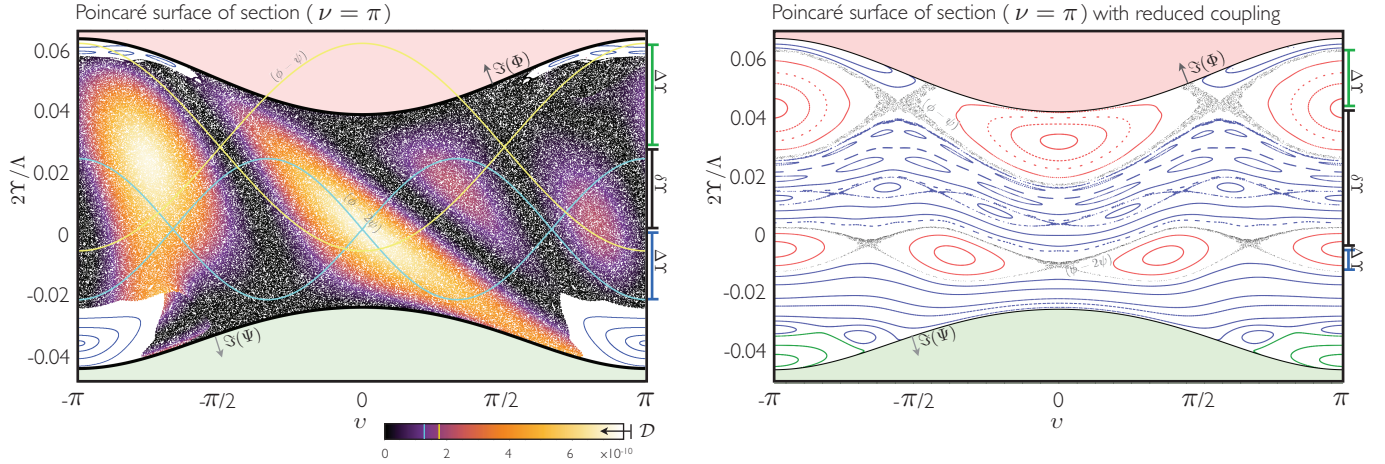 Poincaré surface of section ( ν = π )
0.06
0.04
0.02
0
-0.02
-0.04
2Υ/Λ
(ϕ - ψ)
ℑ(Φ)
(ϕ - 2ψ)
ℑ(Ψ)
ΔΥ
δΥ
ΔΥ
-π
-π/2
0
π/2
π
υ
𝒟
0
2
4
6
×10⁻¹⁰
Poincaré surface of section ( ν = π ) with reduced coupling
0.06
0.04
0.02
0
-0.02
-0.04
2Υ/Λ
ℑ(Φ)
(ϕ ψ)
(ϕ 2ψ)
ℑ(Ψ)
ΔΥ
δΥ
ΔΥ
-π
-π/2
0
π/2
π
υ